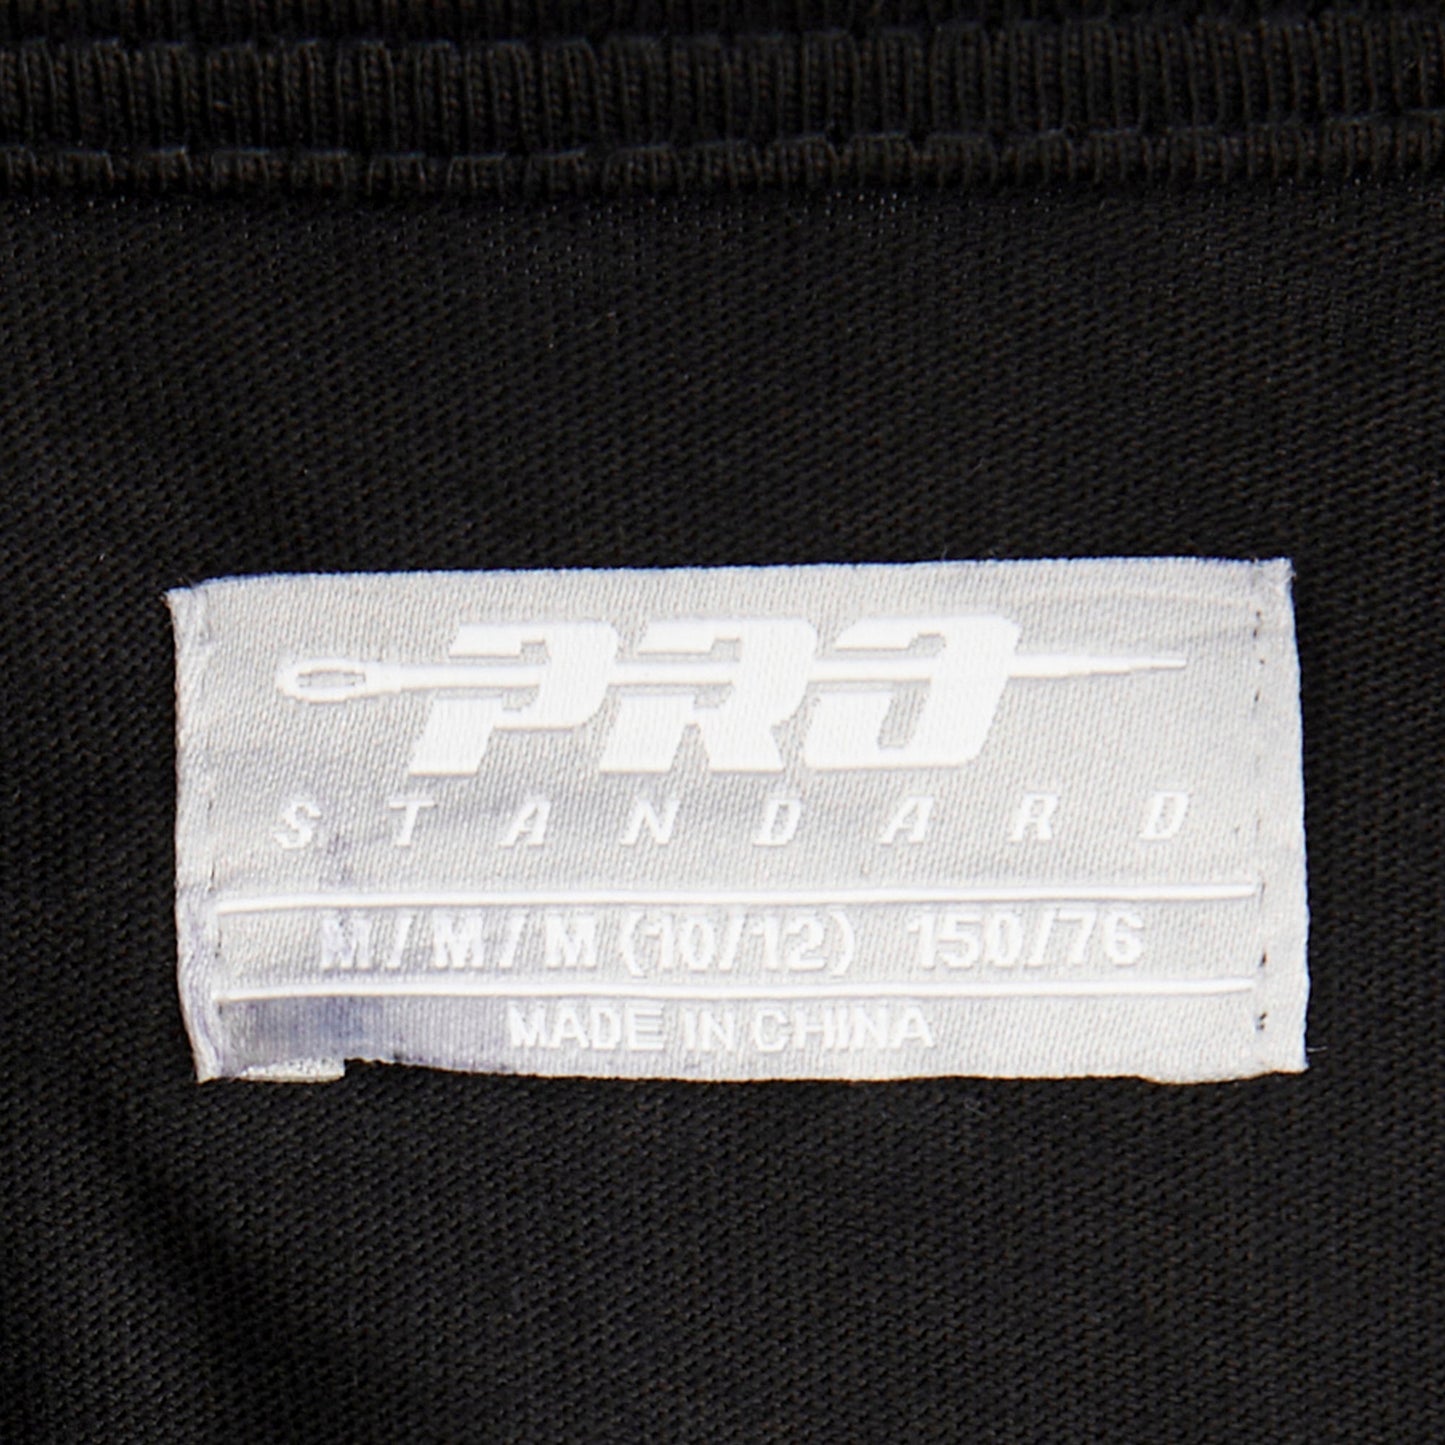 PRO
STANDARD
M/M/M (10/12) 150/76
MADE IN CHINA